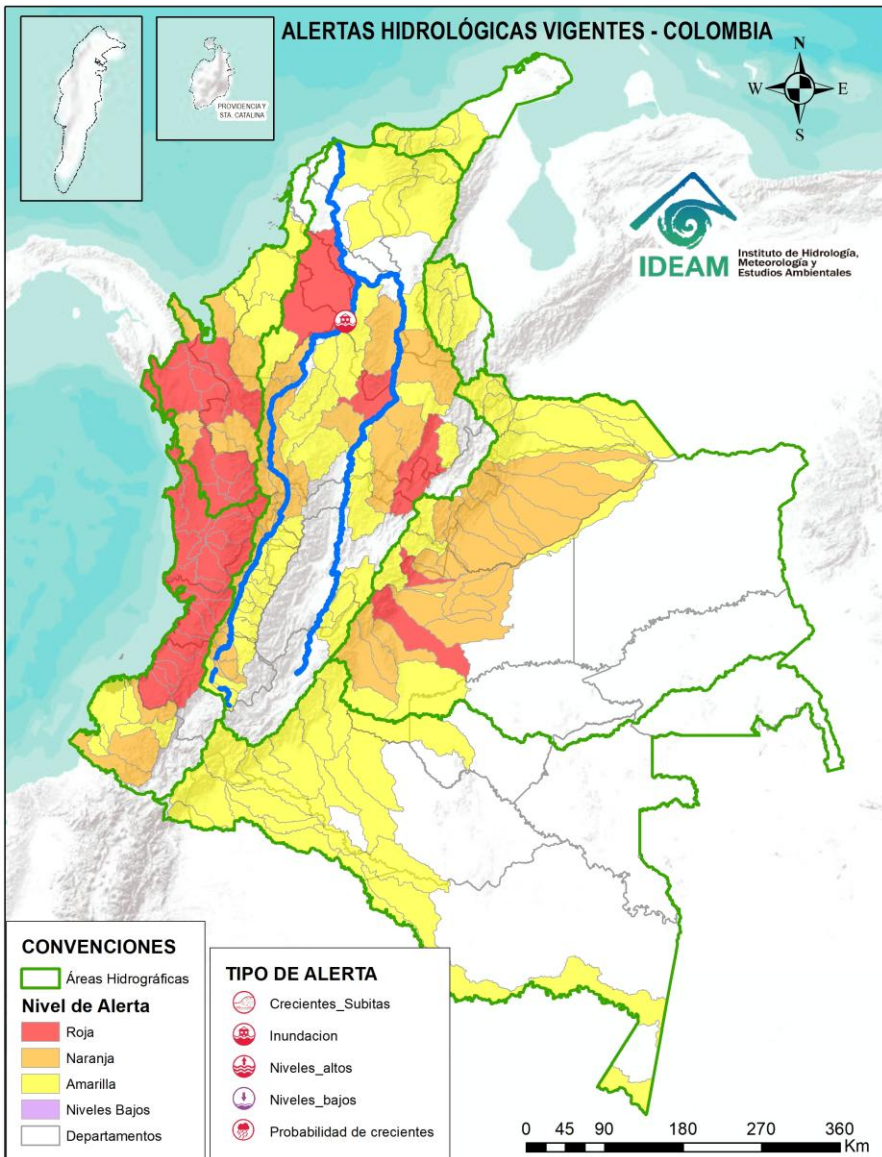 ALERTAS HIDROLÓGICAS VIGENTES - COLOMBIA
PROVIDENCIA Y
STA. CATALINA
N
W
E
S
IDEAM
Instituto de Hidrología,
Meteorología y
Estudios Ambientales
CONVENCIONES
Áreas Hidrográficas
Nivel de Alerta
Roja
Naranja
Amarilla
Niveles Bajos
Departamentos
TIPO DE ALERTA
Crecientes_Subitas
Inundacion
Niveles_altos
Niveles_bajos
Probabilidad de crecientes
0 45 90 180 270 360
Km